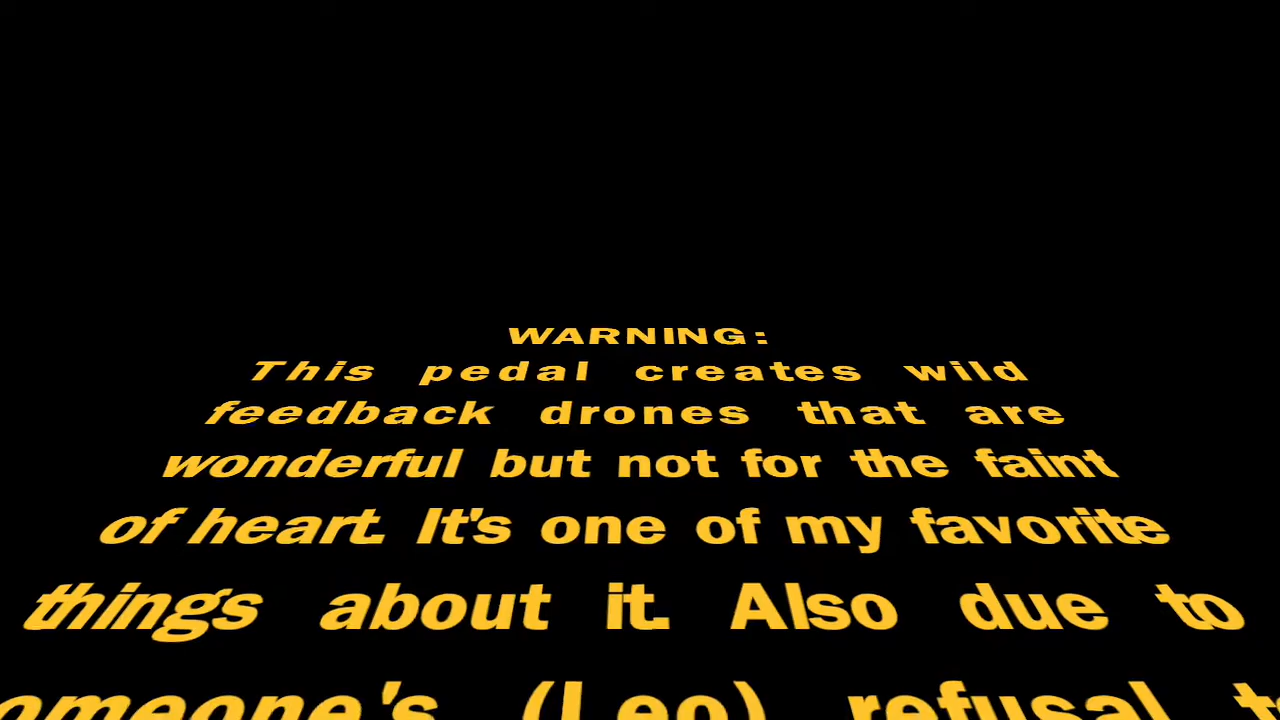 WARNING:
This pedal creates wild
feedback drones that are
wonderful but not for the faint
of heart. It's one of my favorite
things about it. Also due to
(Leo) refusal